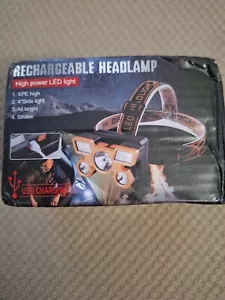 RECHARGEABLE HEADLAMP
High power LED light
1. XPE high
2. 4*Side light
3. All bright
4. Strobe
USB CHARGING